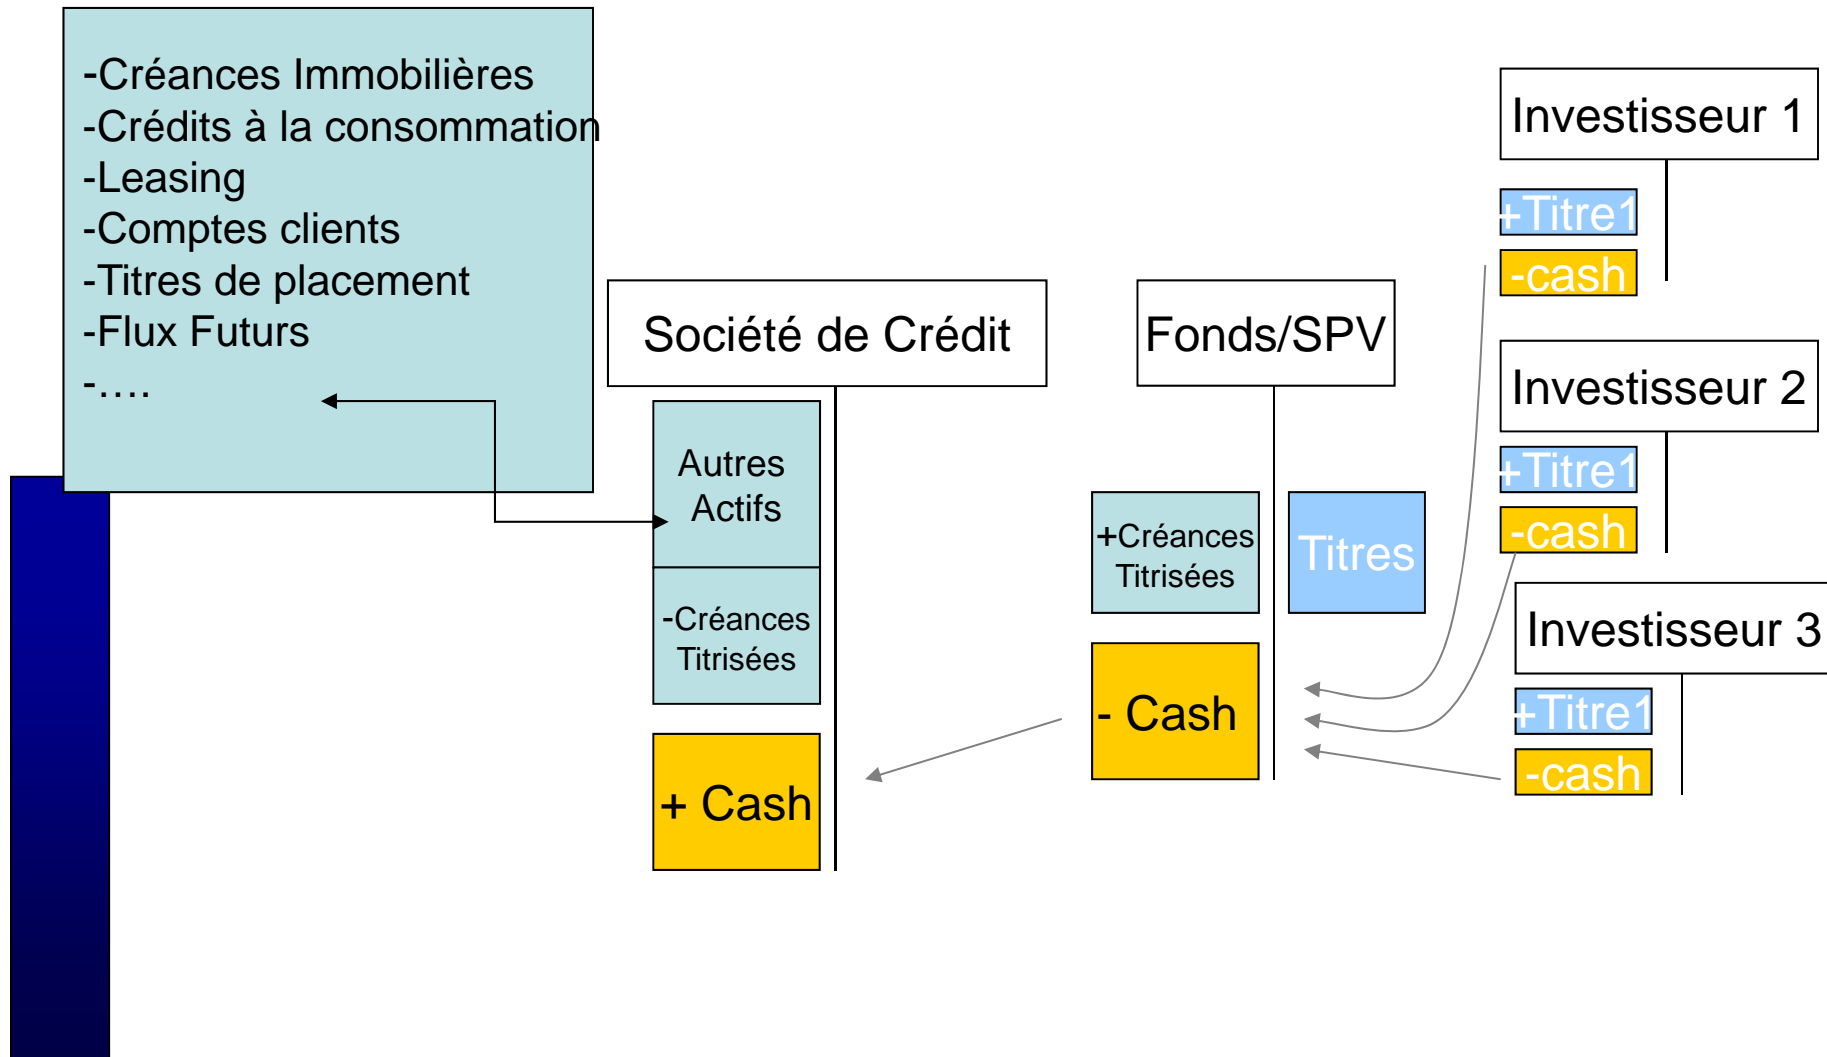 -Créances Immobilières
-Crédits à la consommation
-Leasing
-Comptes clients
-Titres de placement
-Flux Futurs
-....
Société de Crédit
Autres
Actifs
-Créances
Titrisées
+ Cash
Fonds/SPV
+Créances
Titrisées
Titres
- Cash
Investisseur 1
+Titre1
-cash
Investisseur 2
+Titre1
-cash
Investisseur 3
+Titre1
-cash